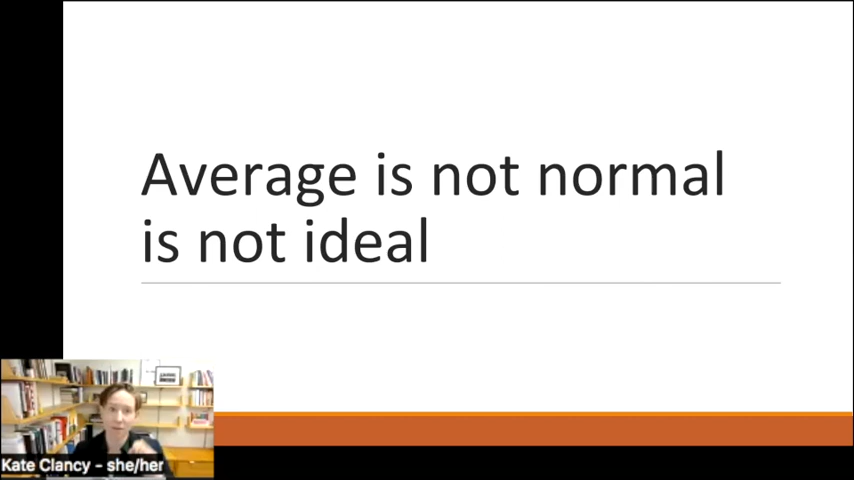 Average is not normal
is not ideal
Kate Clancy - she/her